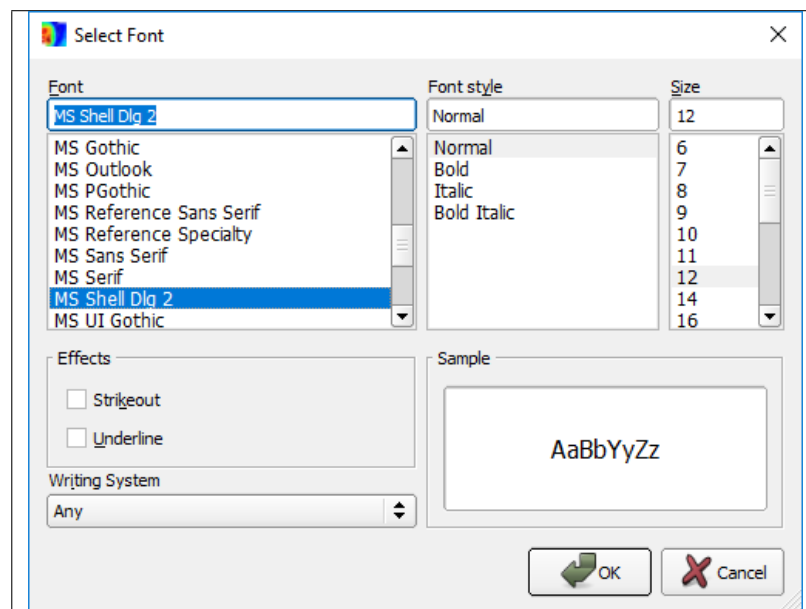 Select Font
Font
Font style
Size
MS Shell Dlg 2
Normal
12
MS Gothic
MS Outlook
MS PGothic
MS Reference Sans Serif
MS Reference Specialty
MS Sans Serif
MS Serif
MS Shell Dlg 2
MS UI Gothic
Normal
Bold
Italic
Bold Italic
6
7
8
9
10
11
12
14
16
Effects
Strikeout
Underline
Writing System
Any
Sample
AaBbYyZz
OK
Cancel